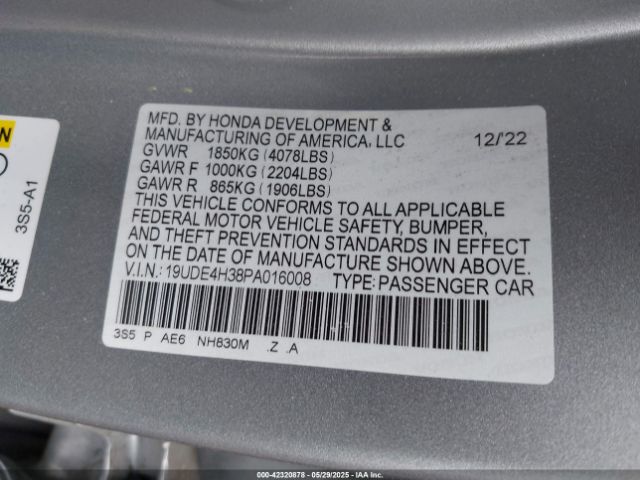 MFD. BY HONDA DEVELOPMENT &
MANUFACTURING OF AMERICA, LLC 12/'22
GVWR 1850KG (4078LBS)
GAWR F 1000KG (2204LBS)
GAWR R 865KG (1906LBS)
THIS VEHICLE CONFORMS TO ALL APPLICABLE
FEDERAL MOTOR VEHICLE SAFETY, BUMPER,
AND THEFT PREVENTION STANDARDS IN EFFECT
ON THE DATE OF MANUFACTURE SHOWN ABOVE.
V.I.N.: 19UDE4H38PA016008 TYPE: PASSENGER CAR
3S5 P AE6 NH830M .Z .A
3S5-A1
000-42320878 - 05/29/2025 - IAAI.COM